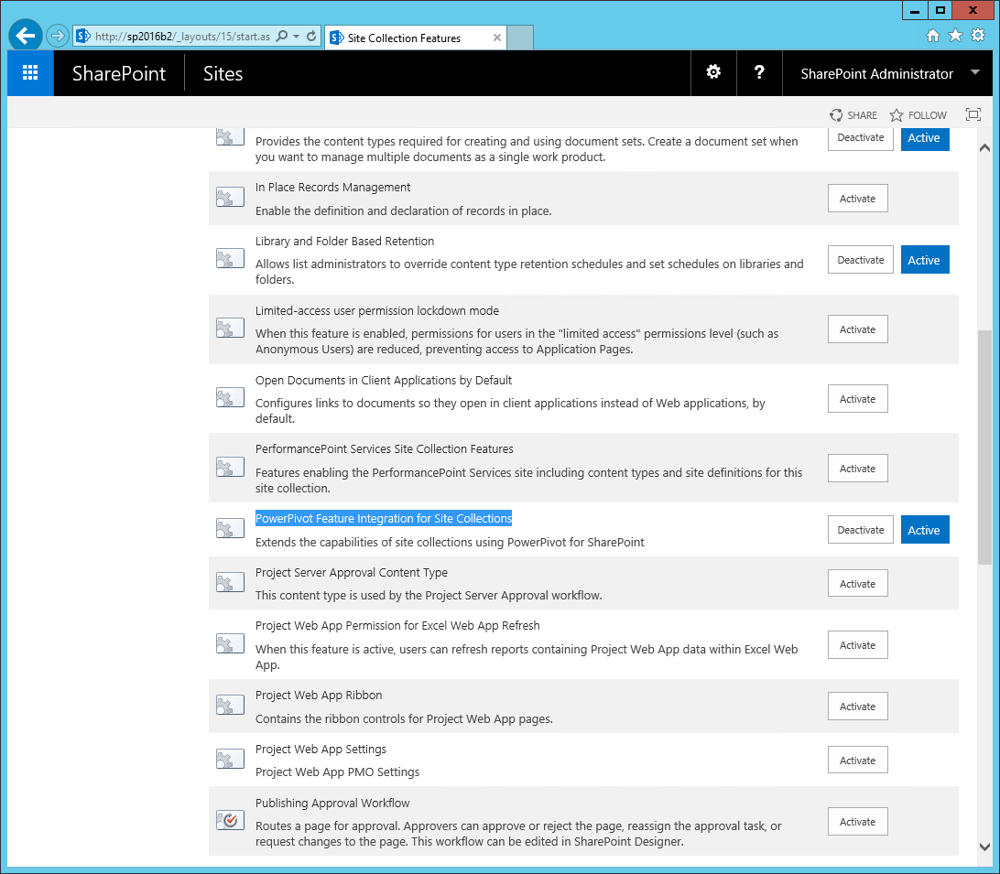 http://sp2016b2/_layouts/15/start.as
Site Collection Features
SharePoint
Sites
?
SharePoint Administrator
SHARE
FOLLOW
Provides the content types required for creating and using document sets. Create a document set when
you want to manage multiple documents as a single work product.
Deactivate
Active
In Place Records Management
Enable the definition and declaration of records in place.
Activate
Library and Folder Based Retention
Allows list administrators to override content type retention schedules and set schedules on libraries and
folders.
Deactivate
Active
Limited-access user permission lockdown mode
When this feature is enabled, permissions for users in the "limited access" permissions level (such as
Anonymous Users) are reduced, preventing access to Application Pages.
Activate
Open Documents in Client Applications by Default
Configures links to documents so they open in client applications instead of Web applications, by
default.
Activate
PerformancePoint Services Site Collection Features
Features enabling the PerformancePoint Services site including content types and site definitions for this
site collection.
Activate
PowerPivot Feature Integration for Site Collections
Extends the capabilities of site collections using PowerPivot for SharePoint
Deactivate
Active
Project Server Approval Content Type
This content type is used by the Project Server Approval workflow.
Activate
Project Web App Permission for Excel Web App Refresh
When this feature is active, users can refresh reports containing Project Web App data within Excel Web
App.
Activate
Project Web App Ribbon
Contains the ribbon controls for Project Web App pages.
Activate
Project Web App Settings
Project Web App PMO Settings
Activate
Publishing Approval Workflow
Routes a page for approval. Approvers can approve or reject the page, reassign the approval task, or
request changes to the page. This workflow can be edited in SharePoint Designer.
Activate